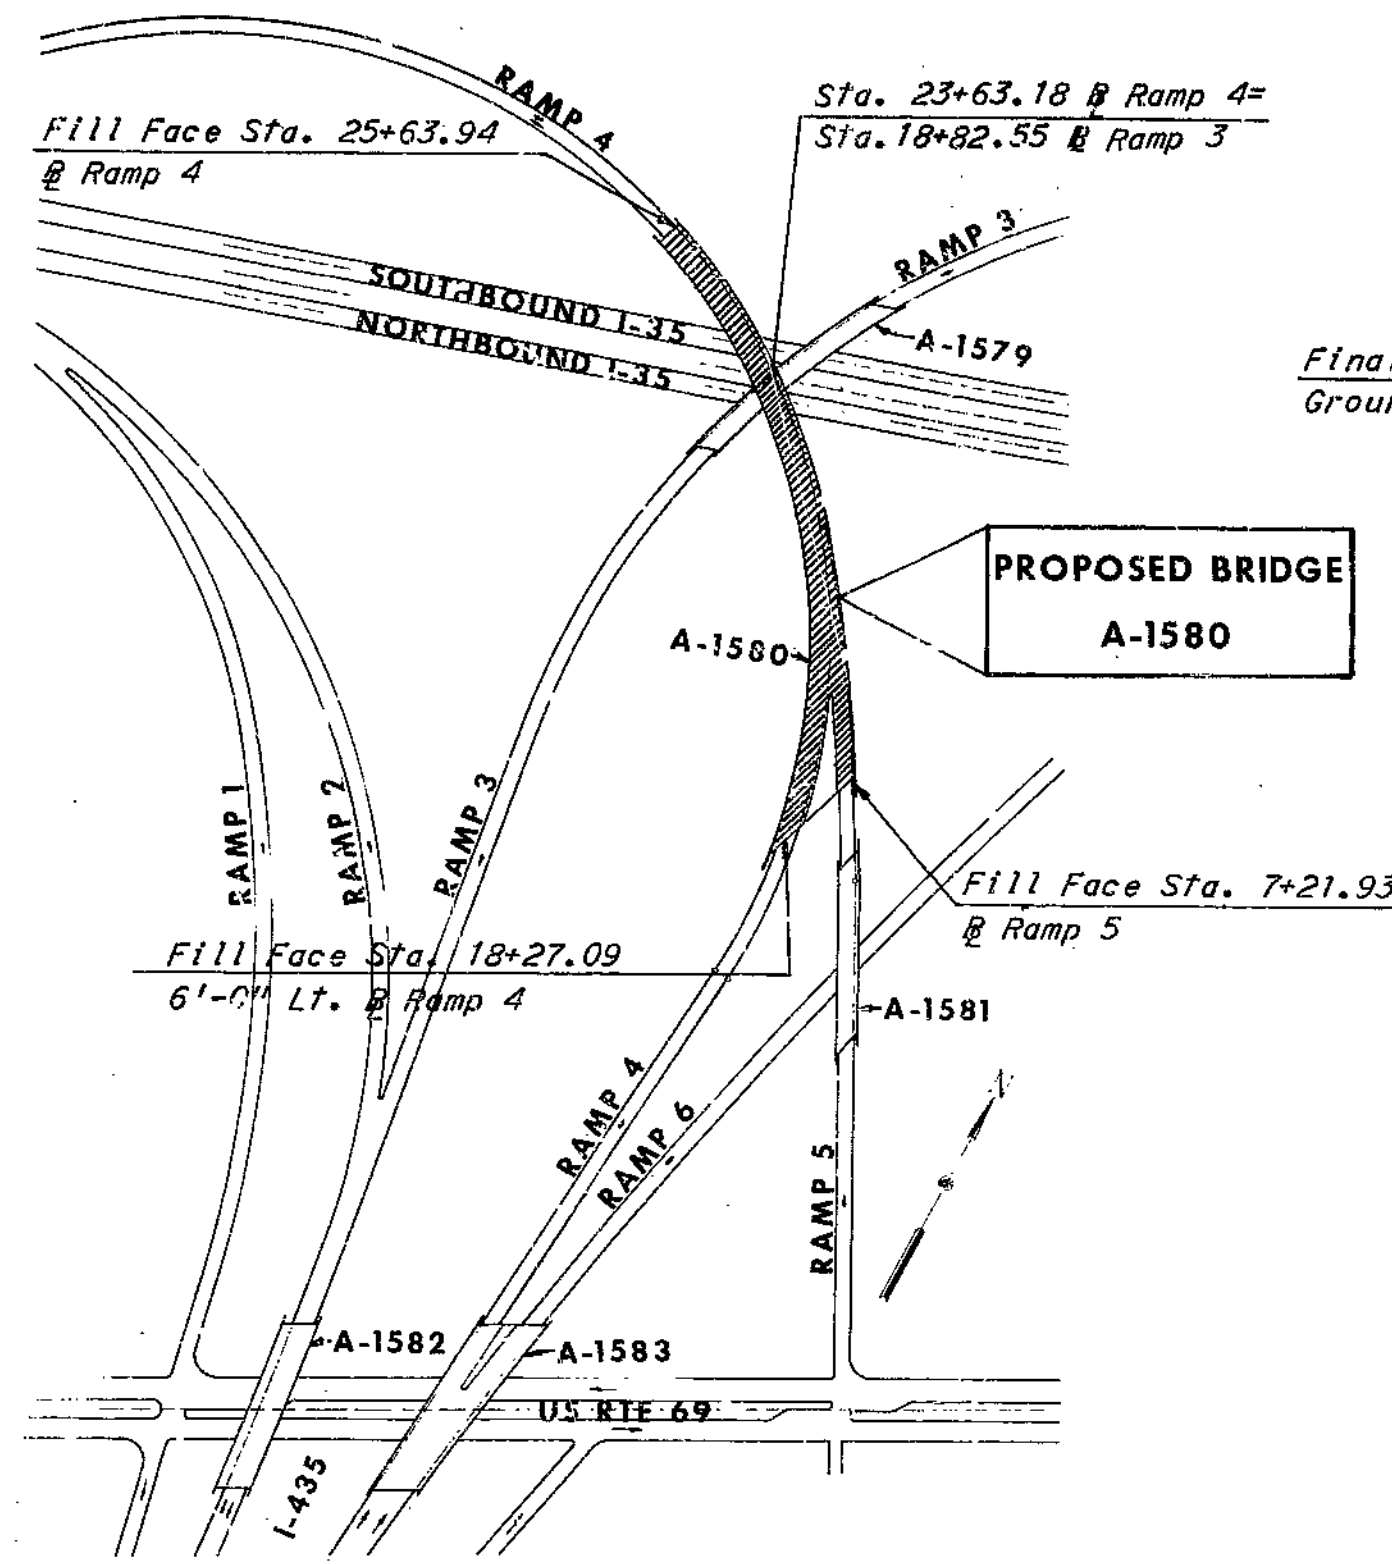 RAMP 4
Sta. 23+63.18 ⅊ Ramp 4=
Sta. 18+82.55 ⅊ Ramp 3
Fill Face Sta. 25+63.94
⅊ Ramp 4
RAMP 3
SOUTHBOUND I-35
NORTHBOUND I-35
A-1579
PROPOSED BRIDGE
A-1580
A-1580
RAMP 1
RAMP 2
RAMP 3
Fill Face Sta. 7+21.93
⅊ Ramp 5
Fill Face Sta. 18+27.09
6'-0" Lt. ⅊ Ramp 4
A-1581
RAMP 4
RAMP 6
RAMP 5
N
A-1582
A-1583
US RTE 69
I-435